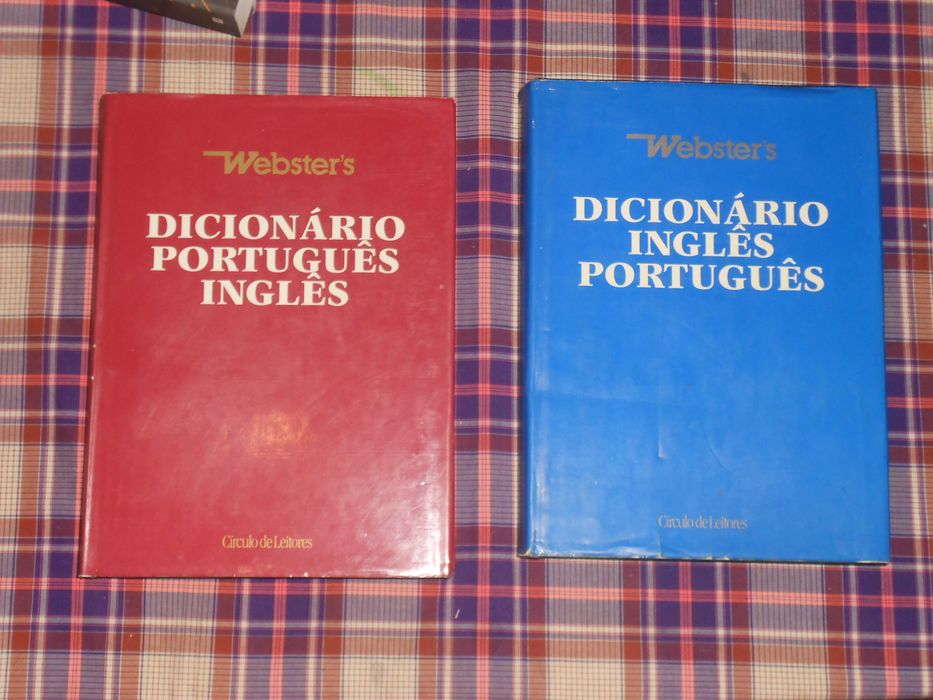 Webster's
DICIONÁRIO
PORTUGUÊS
INGLÊS
Círculo de Leitores
Webster's
DICIONÁRIO
INGLÊS
PORTUGUÊS
Círculo de Leitores